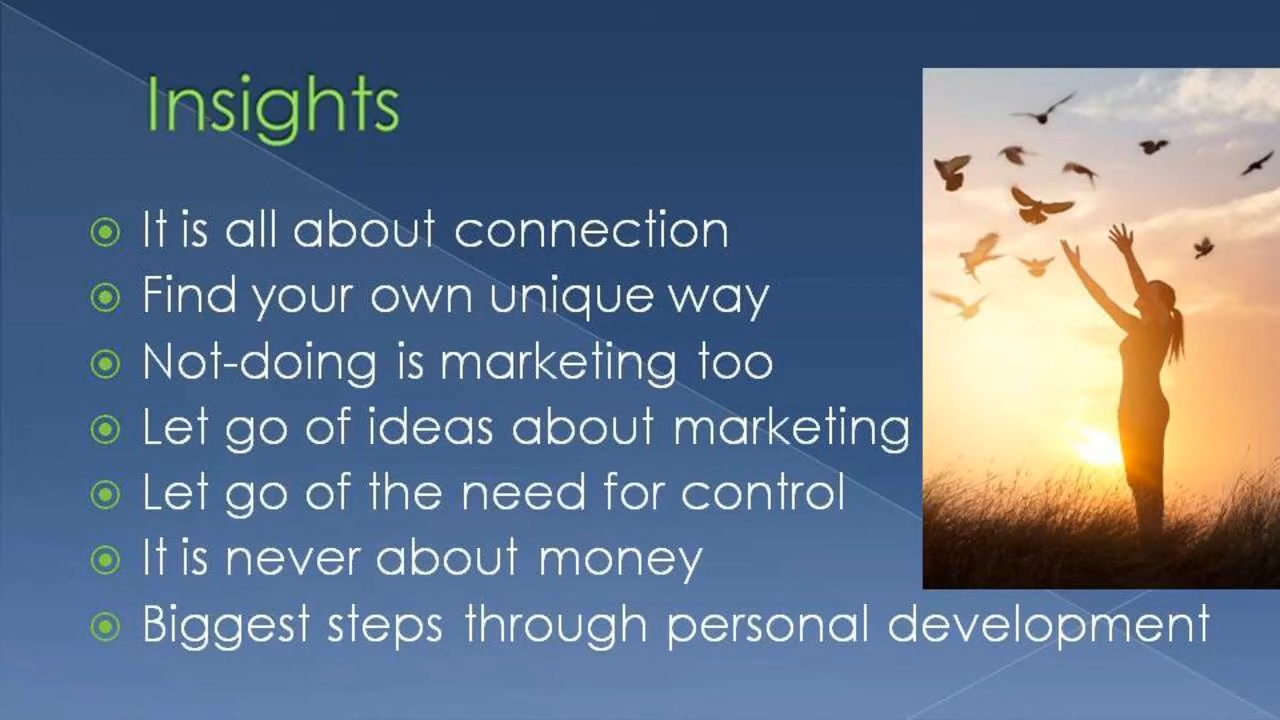 Insights
It is all about connection
Find your own unique way
Not-doing is marketing too
Let go of ideas about marketing
Let go of the need for control
It is never about money
Biggest steps through personal development